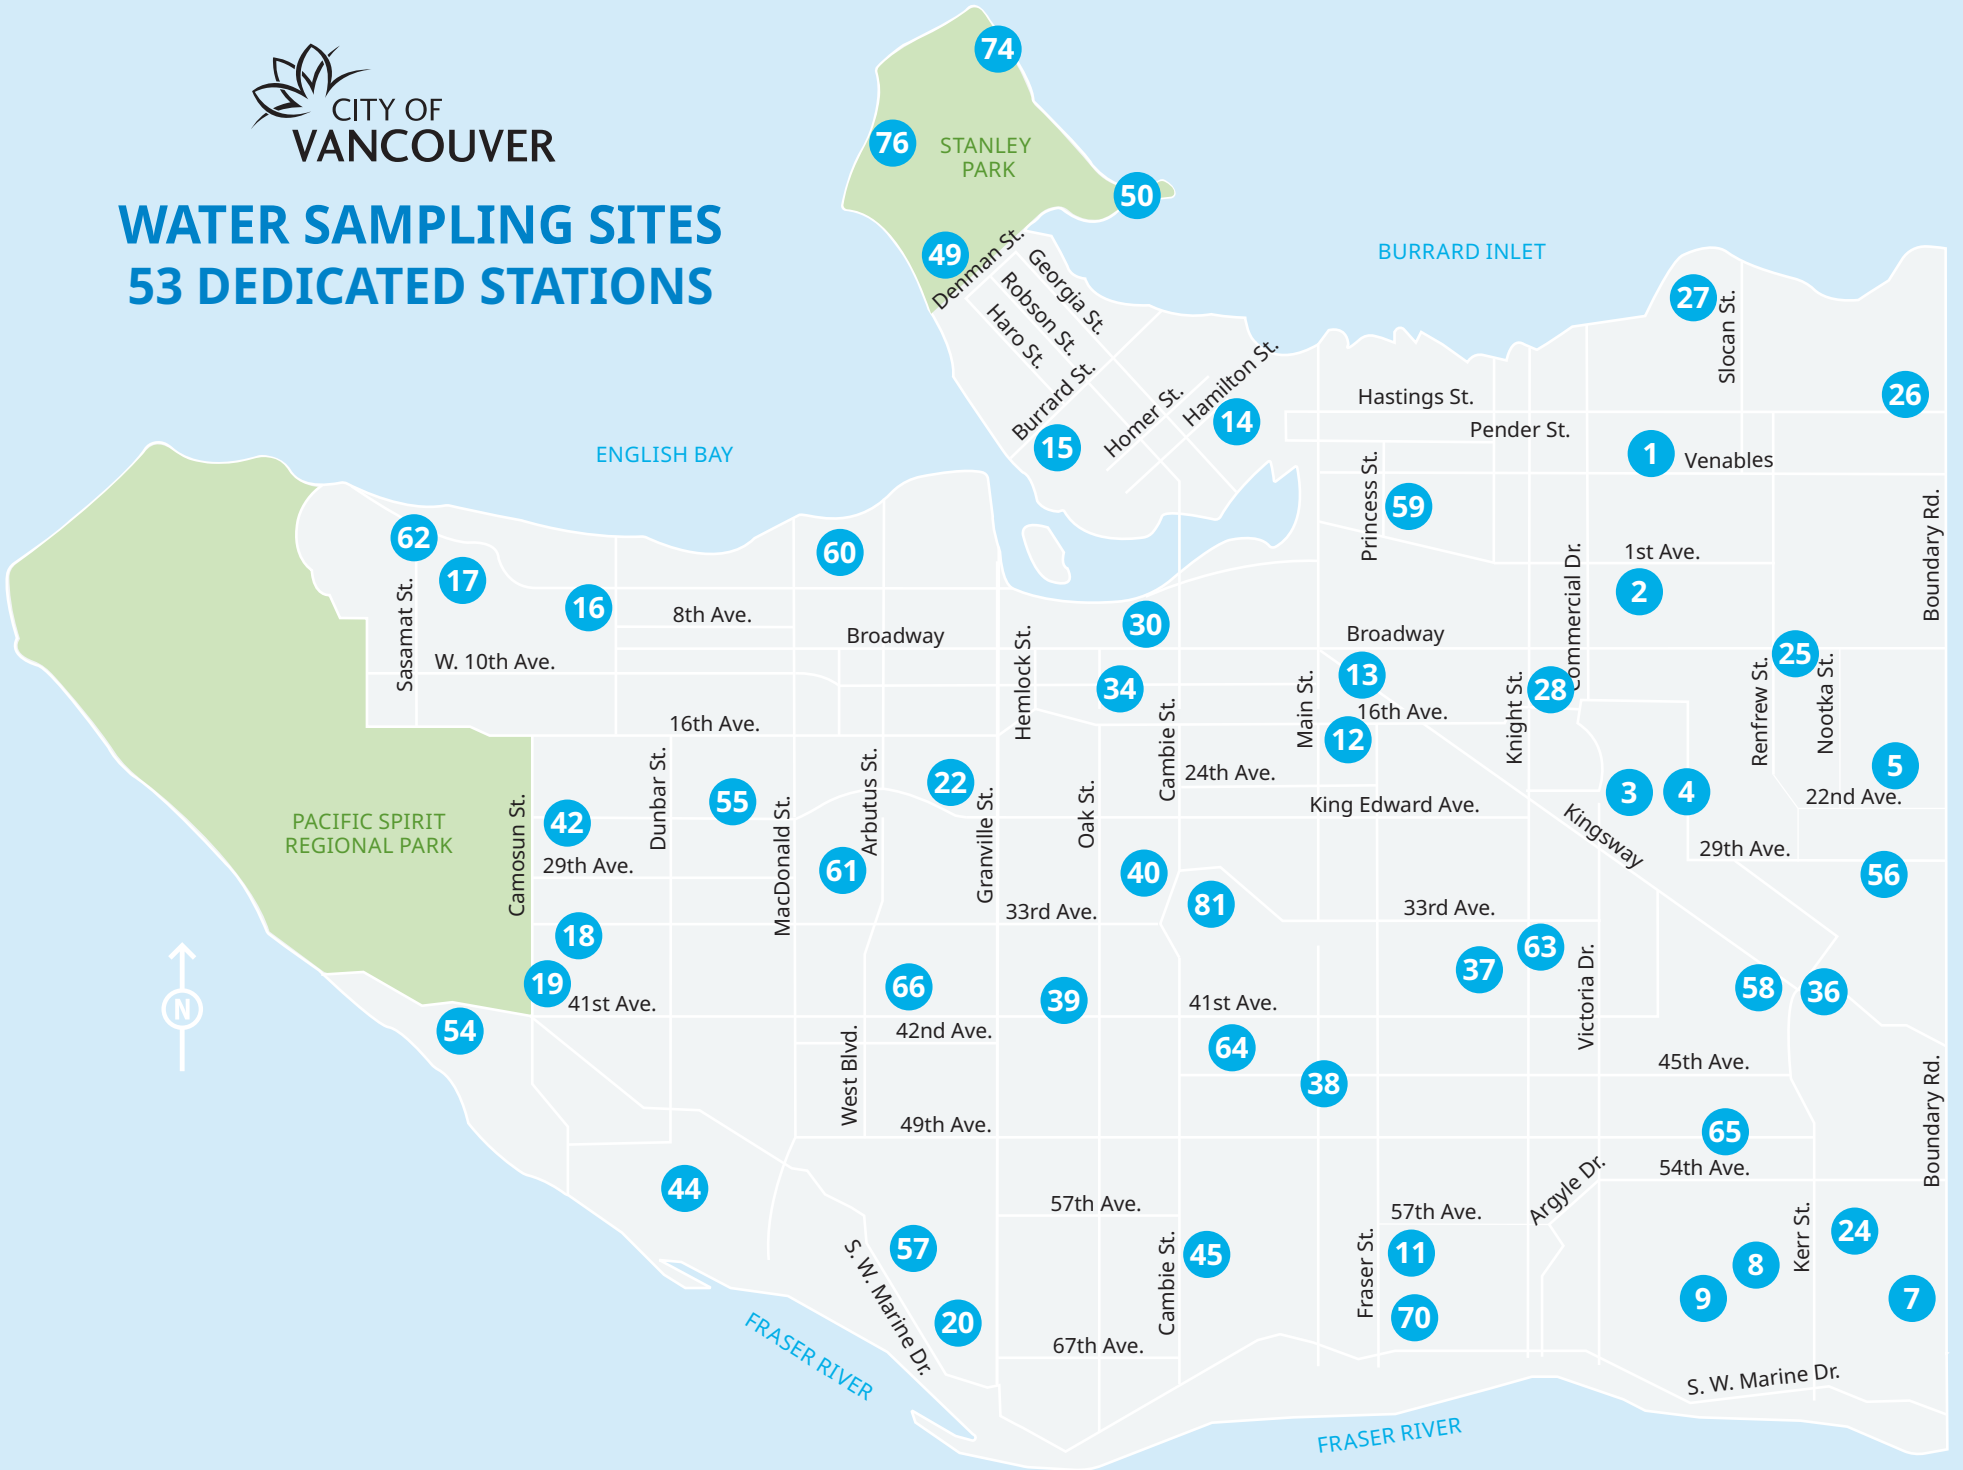 CITY OF
VANCOUVER
WATER SAMPLING SITES
53 DEDICATED STATIONS
74
76
STANLEY
PARK
50
49
Denman St.
Georgia St.
Robson St.
Haro St.
BURRARD INLET
27
Slocan St.
Burrard St.
Homer St.
Hamilton St.
15
14
Hastings St.
26
Pender St.
1
Venables
ENGLISH BAY
Princess St.
59
Boundary Rd.
62
17
60
1st Ave.
Sasamat St.
16
2
Commercial Dr.
8th Ave.
30
Broadway
Broadway
W. 10th Ave.
Hemlock St.
34
13
28
25
Renfrew St.
Nootka St.
16th Ave.
Cambie St.
Main St.
16th Ave.
12
Knight St.
5
24th Ave.
22
55
Dunbar St.
MacDonald St.
Arbutus St.
Granville St.
Oak St.
King Edward Ave.
3
4
22nd Ave.
PACIFIC SPIRIT
REGIONAL PARK
Camosun St.
42
29th Ave.
61
40
Kingsway
29th Ave.
56
81
33rd Ave.
33rd Ave.
18
63
37
Victoria Dr.
19
66
39
58
36
N
41st Ave.
41st Ave.
54
42nd Ave.
64
West Blvd.
38
45th Ave.
49th Ave.
65
Boundary Rd.
54th Ave.
Argyle Dr.
44
57th Ave.
57th Ave.
57
S. W. Marine Dr.
Cambie St.
45
Fraser St.
11
Kerr St.
24
8
9
7
20
70
67th Ave.
FRASER RIVER
S. W. Marine Dr.
FRASER RIVER